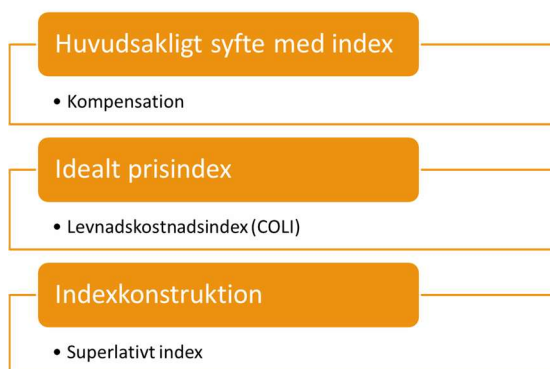 Huvudsakligt syfte med index
• Kompensation
Idealt prisindex
• Levnadskostnadsindex (COLI)
Indexkonstruktion
• Superlativt index